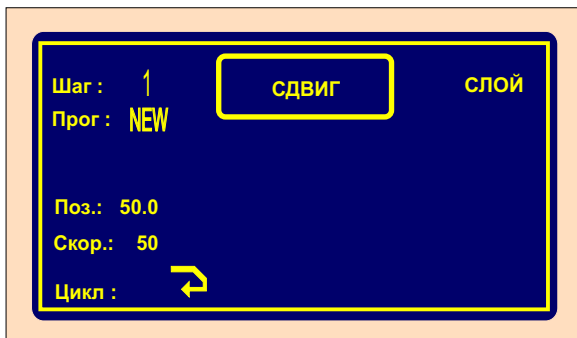 Шаг : 1 СДВИГ СЛОЙ
Прог : NEW
Поз.: 50.0
Скор.: 50
Цикл :